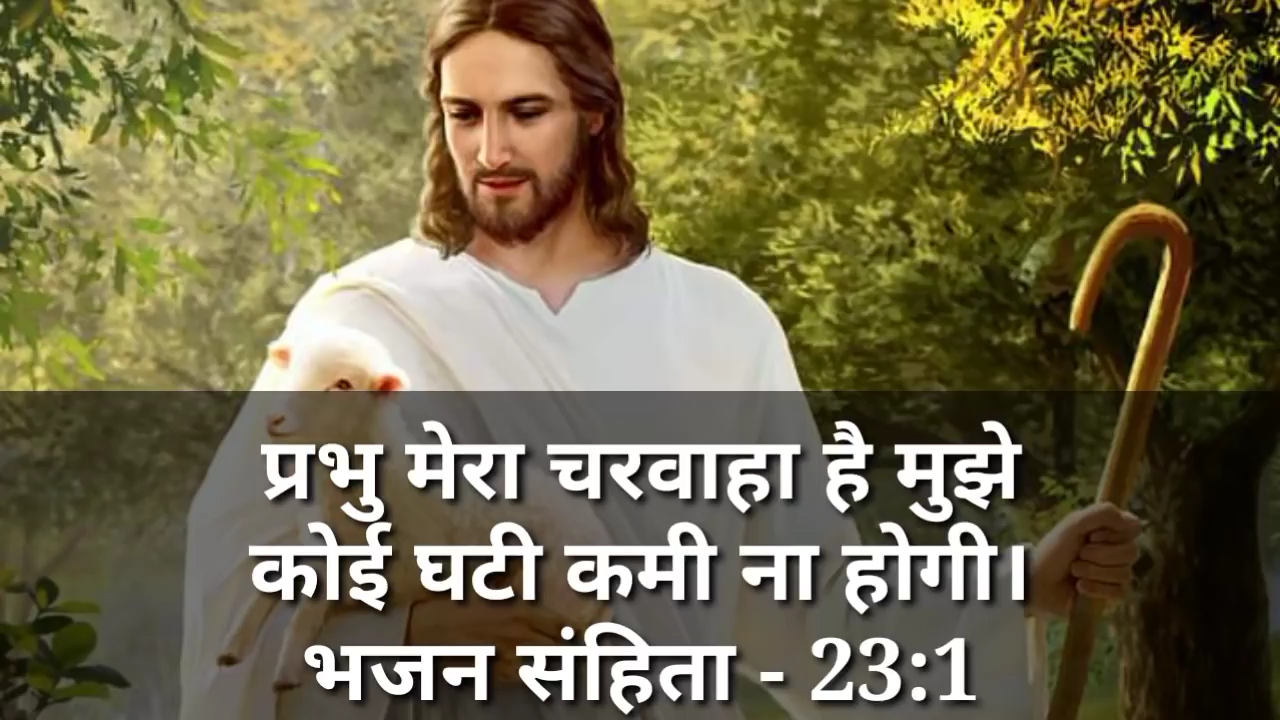 प्रभु मेरा चरवाहा है मुझे
कोई घटी कमी ना होगी।
भजन संहिता - 23:1